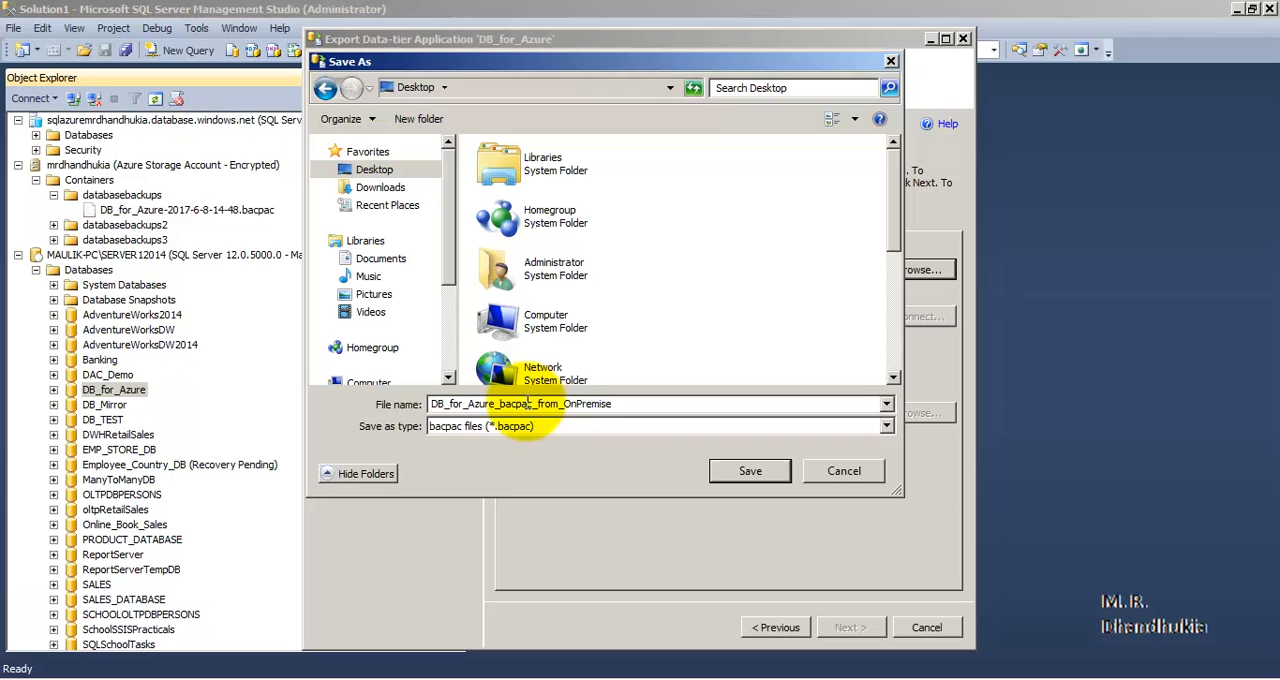 Solution1 - Microsoft SQL Server Management Studio (Administrator)
File Edit View Project Debug Tools Window Help
New Query
Object Explorer
Connect
sqlazuremrdhandhukia.database.windows.net (SQL Serv
Databases
Security
mrdhandhukia (Azure Storage Account - Encrypted)
Containers
databasebackups
DB_for_Azure-2017-6-8-14-48.bacpac
databasebackups2
databasebackups3
MAULIK-PC\SERVER12014 (SQL Server 12.0.5000.0 - Ma
Databases
System Databases
Database Snapshots
AdventureWorks2014
AdventureWorksDW
AdventureWorksDW2014
Banking
DAC_Demo
DB_for_Azure
DB_Mirror
DB_TEST
DWHRetailSales
EMP_STORE_DB
Employee_Country_DB (Recovery Pending)
ManyToManyDB
OLTPDBPERSONS
oltpRetailSales
Online_Book_Sales
PRODUCT_DATABASE
ReportServer
ReportServerTempDB
SALES
SALES_DATABASE
SCHOOLOLTPDBPERSONS
SchoolSSISPracticals
SQLSchoolTasks
Ready
Export Data-tier Application 'DB_for_Azure'
Save As
Desktop
Search Desktop
Organize New folder
Favorites
Desktop
Downloads
Recent Places
Libraries
Documents
Music
Pictures
Videos
Homegroup
Computer
Libraries
System Folder
Homegroup
System Folder
Administrator
System Folder
Computer
System Folder
Network
System Folder
File name: DB_for_Azure_bacpac_from_OnPremise
Save as type: bacpac files (*.bacpac)
Hide Folders Save Cancel
Help
. To
k Next. To
rowse...
nnect...
rowse...
< Previous Next > Cancel
M.R.
Dhandhukia